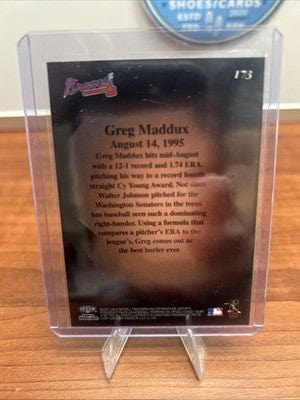 SHOES/CARDS
ESTD 2020
Braves
173
Greg Maddux
August 14, 1995
Greg Maddux hits mid-August
with a 12-1 record and 1.74 ERA,
pitching his way to a record fourth
straight Cy Young Award. Not since
Walter Johnson pitched for the
Washington Senators in the teens
has baseball seen such a dominating
right-hander. Using a formula that
compares a pitcher's ERA to the
league's, Greg comes out as
the best hurler ever.